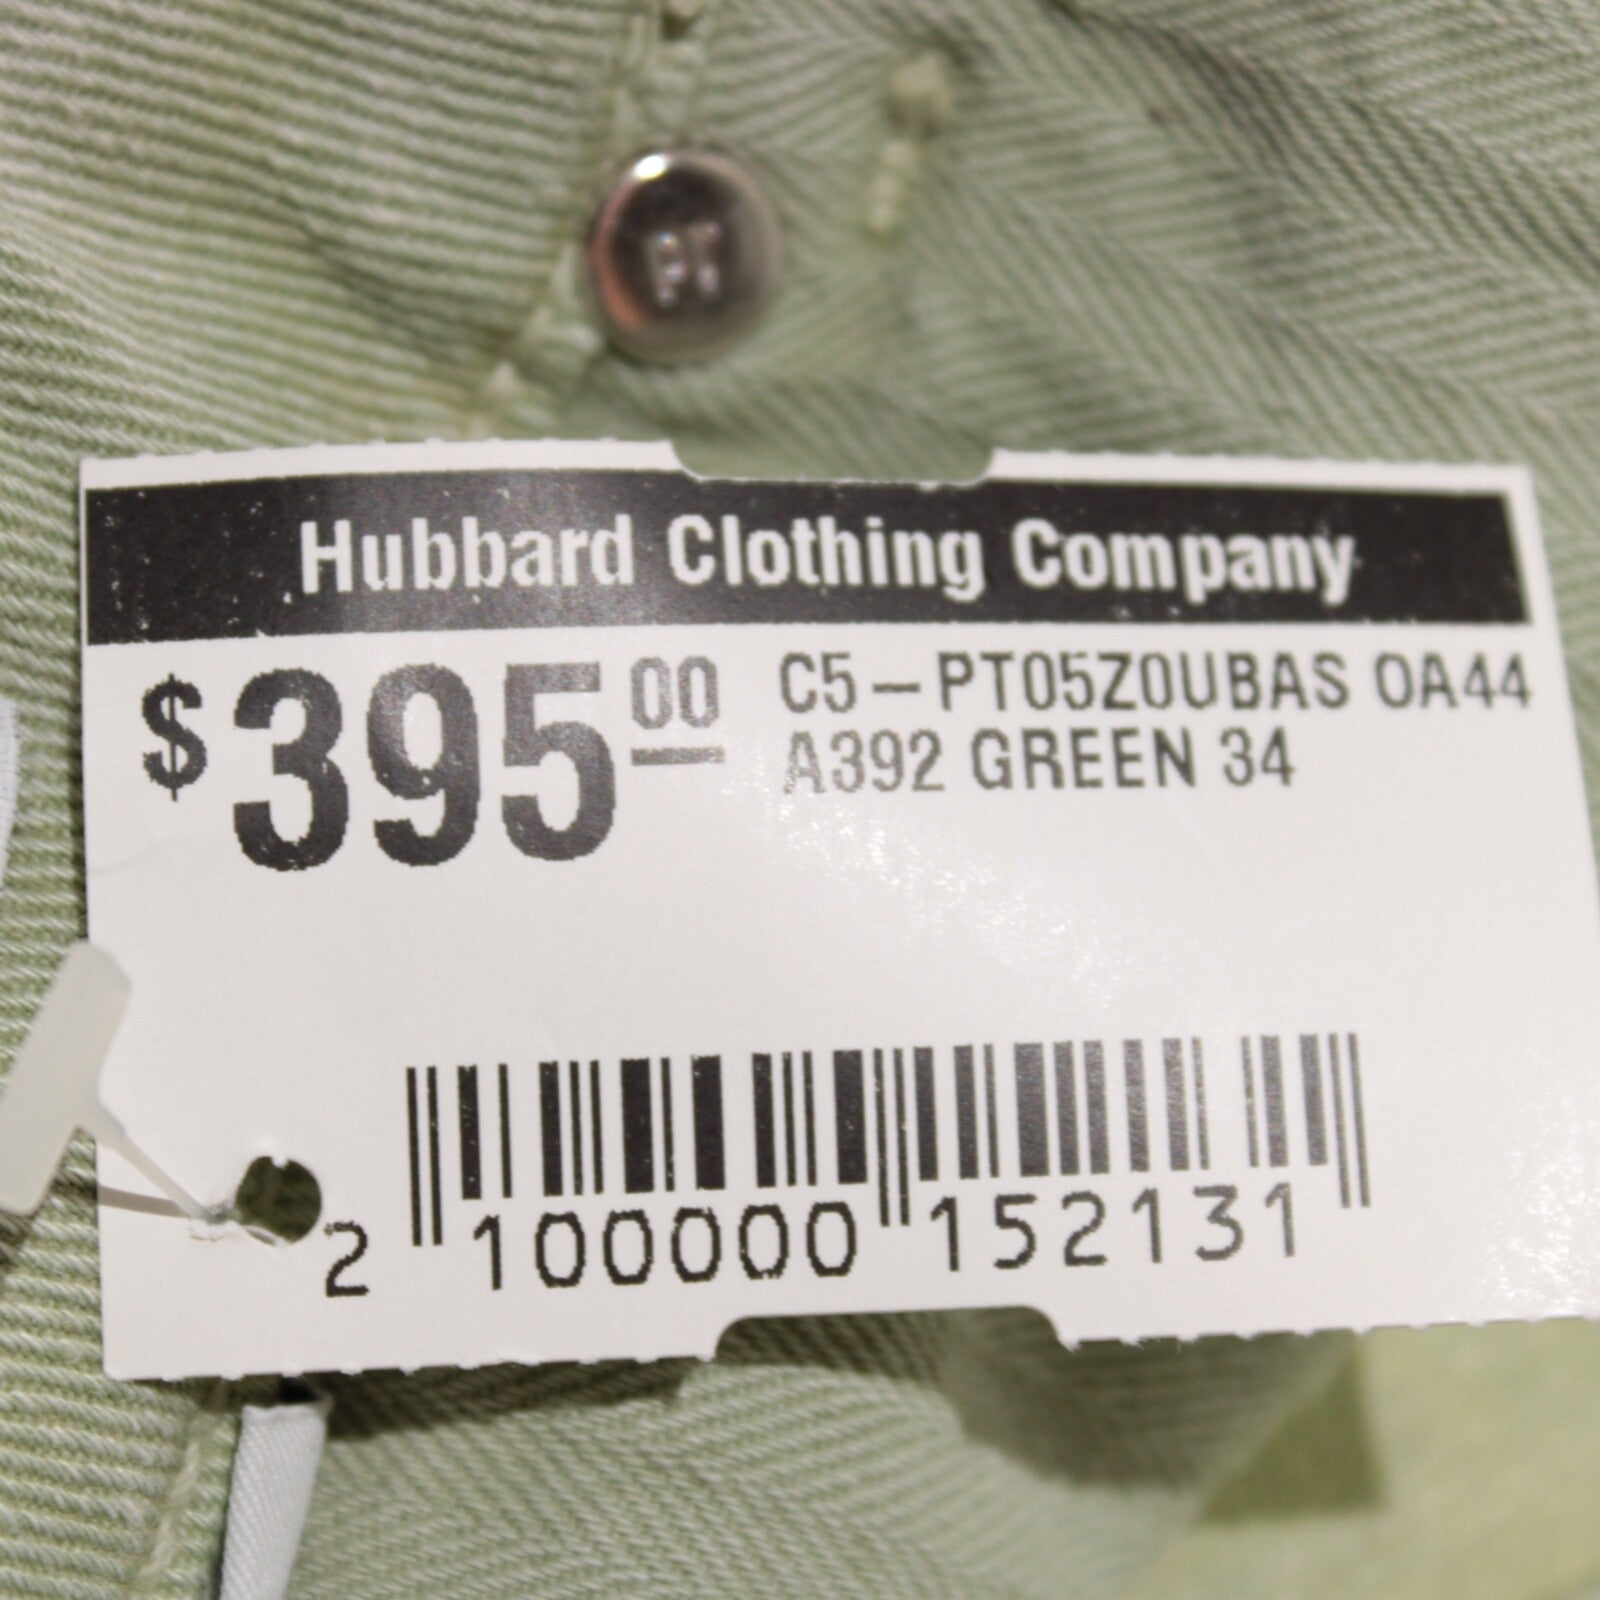 Hubbard Clothing Company
$395 00
C5-PT05Z0UBAS OA44
A392 GREEN 34
2 100000 152131